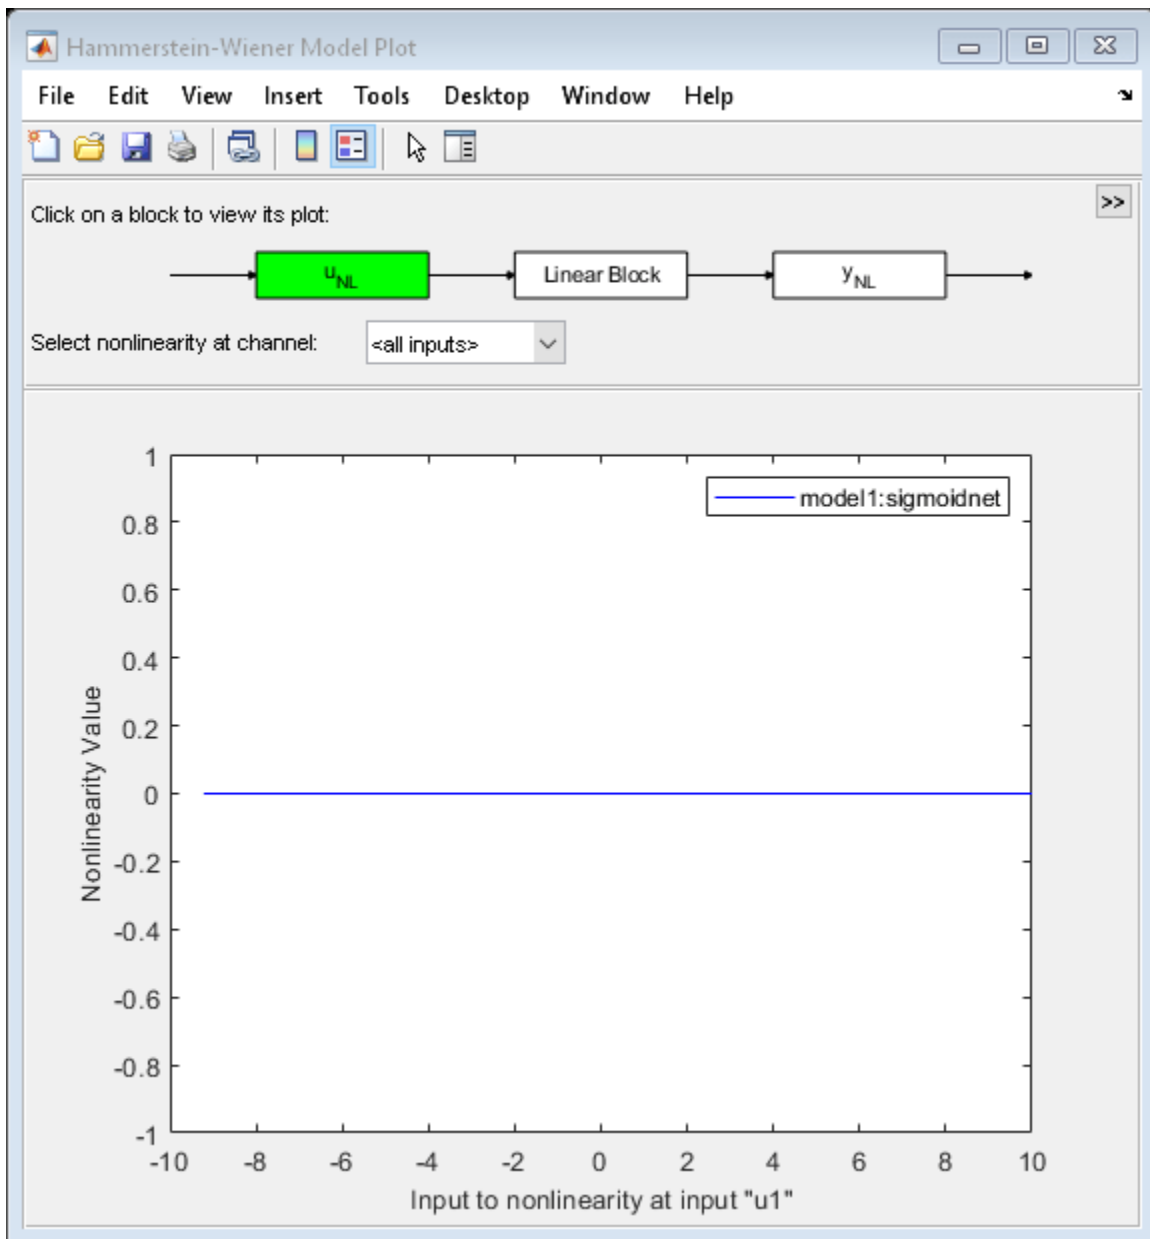 Hammerstein-Wiener Model Plot
File Edit View Insert Tools Desktop Window Help
Click on a block to view its plot:
>>
u_NL Linear Block y_NL
Select nonlinearity at channel: <all inputs>
model1:sigmoidnet
1
0.8
0.6
0.4
0.2
0
-0.2
-0.4
-0.6
-0.8
-1
Nonlinearity Value
-10 -8 -6 -4 -2 0 2 4 6 8 10
Input to nonlinearity at input "u1"